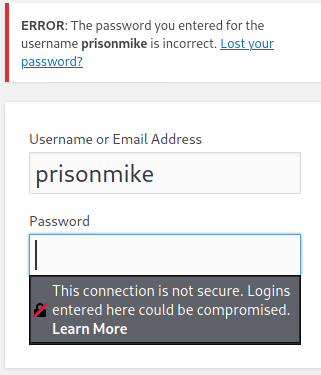 ERROR: The password you entered for the
username prisonmike is incorrect. Lost your
password?
Username or Email Address
prisonmike
Password
This connection is not secure. Logins
entered here could be compromised.
Learn More